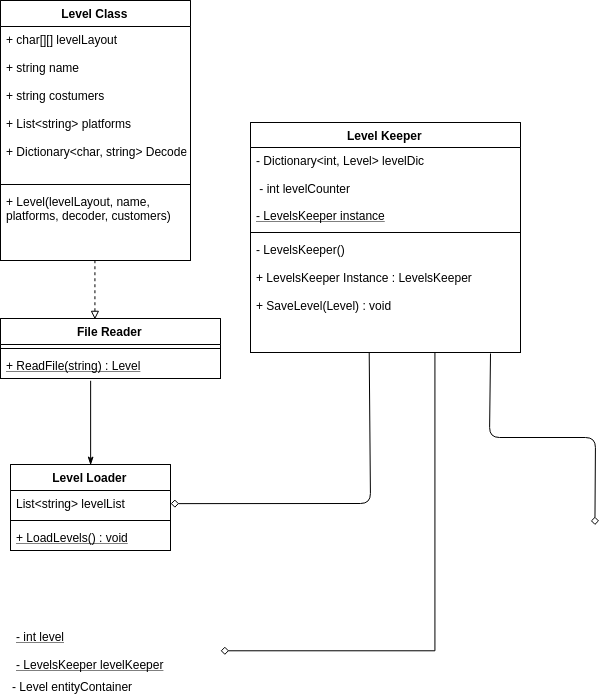 Level Class
+ char[][] levelLayout
+ string name
+ string costumers
+ List<string> platforms
+ Dictionary<char, string> Decode
+ Level(levelLayout, name,
platforms, decoder, customers)
File Reader
+ ReadFile(string) : Level
Level Loader
List<string> levelList
+ LoadLevels() : void
Level Keeper
- Dictionary<int, Level> levelDic
- int levelCounter
- LevelsKeeper instance
- LevelsKeeper()
+ LevelsKeeper Instance : LevelsKeeper
+ SaveLevel(Level) : void
- int level
- LevelsKeeper levelKeeper
- Level entityContainer